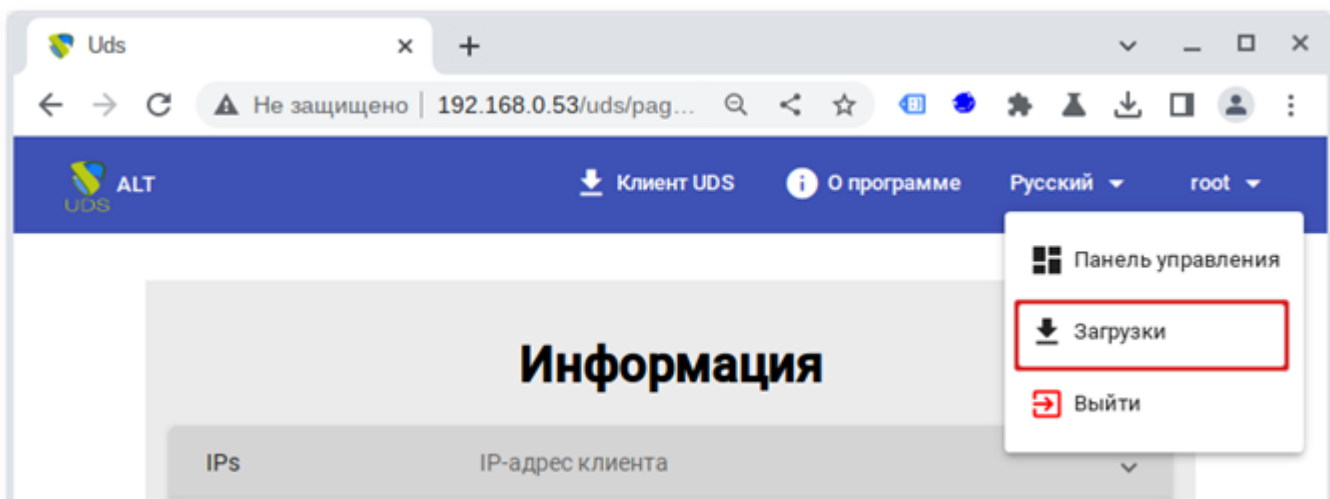 Uds
Не защищено | 192.168.0.53/uds/pag...
UDS ALT Клиент UDS О программе Русский root
Панель управления
Загрузки
Выйти
Информация
IPs IP-адрес клиента